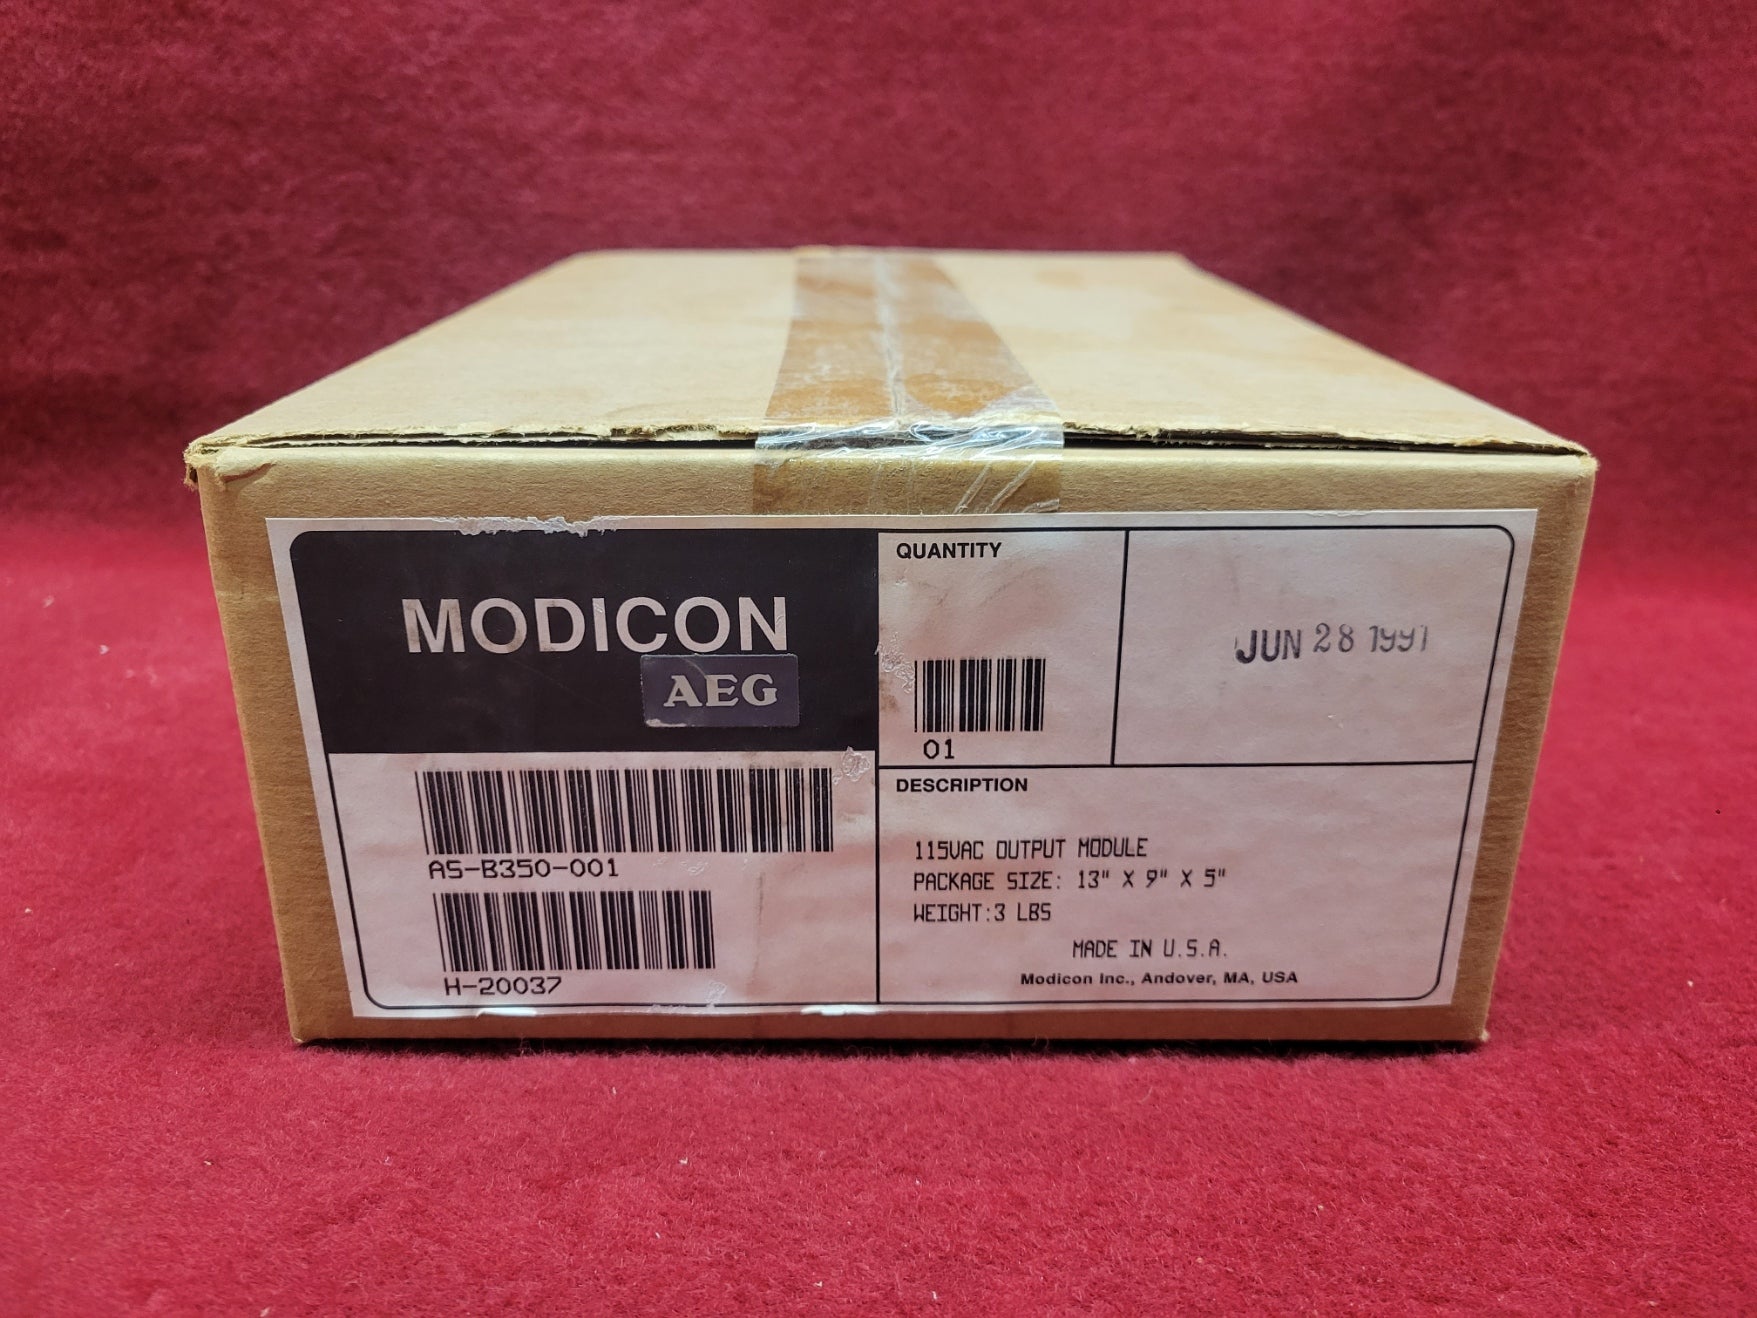 MODICON
AEG
QUANTITY
01
JUN 28 1991
AS-B350-001
H-20037
DESCRIPTION
115VAC OUTPUT MODULE
PACKAGE SIZE: 13" X 9" X 5"
WEIGHT:3 LBS
MADE IN U.S.A.
Modicon Inc., Andover, MA, USA